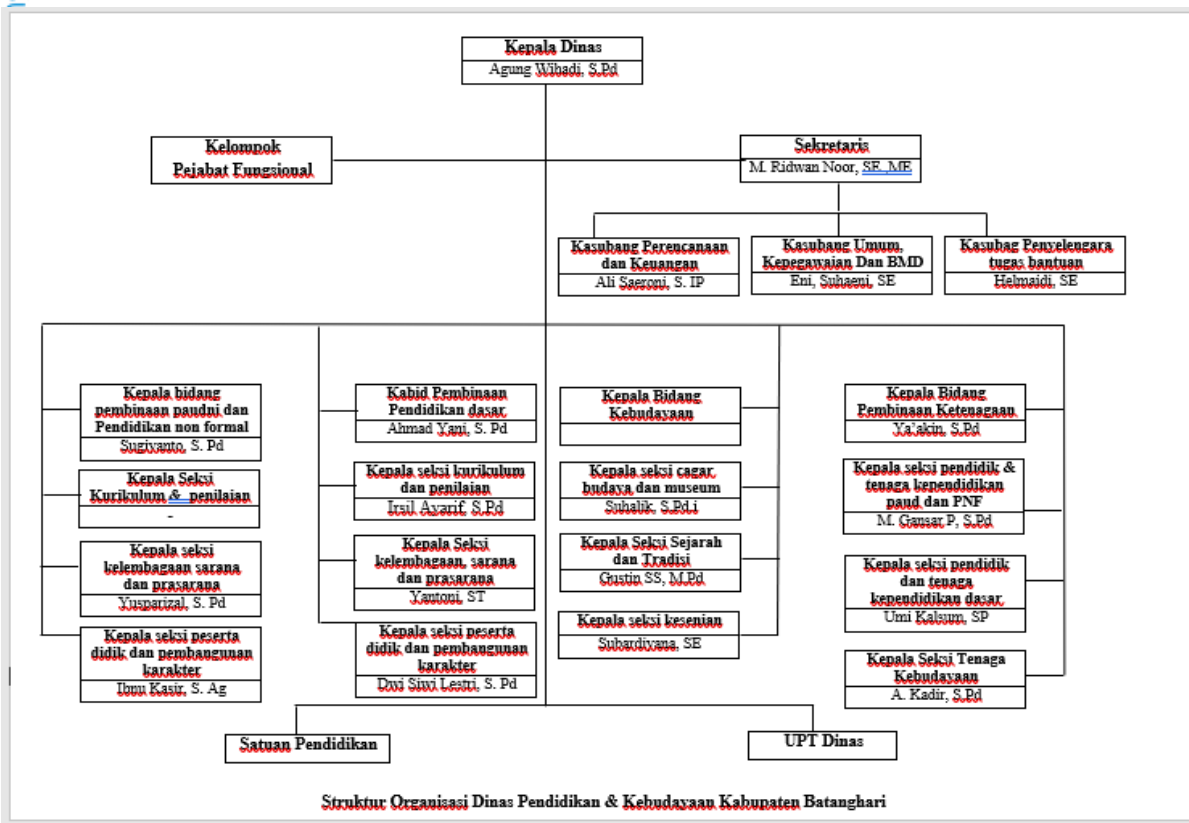 Kepala Dinas
Agung Wihadi, S.Pd
Kelompok
Pejabat Fungsional
Sekretaris
M. Ridwan Noor, SE.,ME
Kasubang Perencanaan
dan Keuangan
Ali Saeroni, S. IP
Kasubang Umum,
Kepegawaian Dan BMD
Eni, Suhaeni, SE
Kasubag Penyelengara
tugas bantuan
Helmaidi, SE
Kepala bidang
pembinaan paudni dan
Pendidikan non formal
Sugiyanto, S. Pd
Kepala Seksi
Kurikulum & penilaian
-
Kepala seksi
kelembagaan sarana
dan prasarana
Yusparizal, S. Pd
Kepala seksi peserta
didik dan pembangunan
karakter
Ibnu Kasir, S. Ag
Kabid Pembinaan
Pendidikan dasar
Ahmad Yani, S. Pd
Kepala seksi kurikulum
dan penilaian
Irsil Ayarif, S.Pd
Kepala Seksi
kelembagaan, sarana
dan prasarana
Yantoni, ST
Kepala seksi peserta
didik dan pembangunan
karakter
Dwi Siwi Lestri, S. Pd
Kepala Bidang
Kebudayaan
Kepala seksi cagar
budaya dan museum
Suhalik, S.Pd.i
Kepala Seksi Sejarah
dan Tradisi
Gustin SS, M.Pd
Kepala seksi kesenian
Subardiyana, SE
Kepala Bidang
Pembinaan Ketenagaan
Ya'akin, S.Pd
Kepala seksi pendidik &
tenaga kependidikan
paud dan PNF
M. Gansar P, S.Pd
Kepala seksi pendidik
dan tenaga
kependidikan dasar
Umi Kalsum, SP
Kepala Seksi Tenaga
Kebudayaan
A. Kadir, S.Pd
Satuan Pendidikan
UPT Dinas
Struktur Organisasi Dinas Pendidikan & Kebudayaan Kabupaten Batanghari